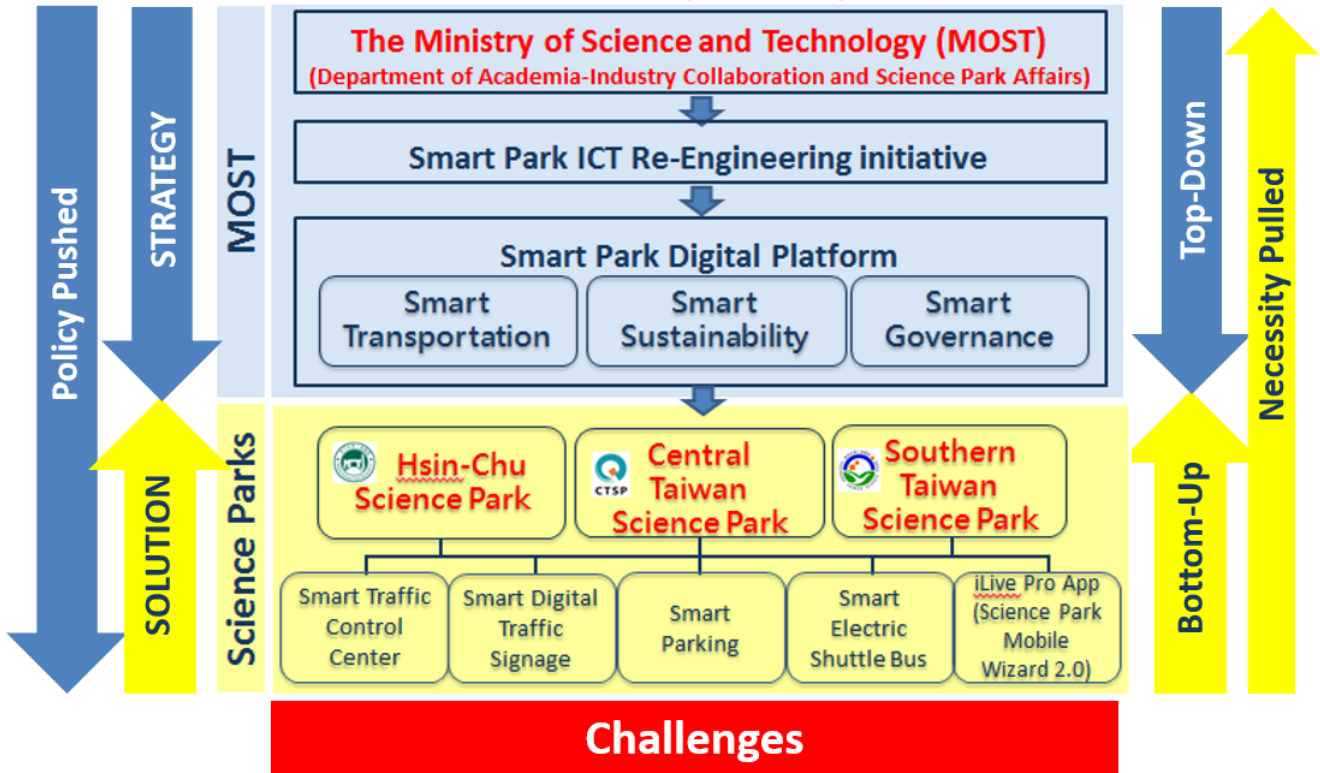 The Ministry of Science and Technology (MOST)
(Department of Academia-Industry Collaboration and Science Park Affairs)
Smart Park ICT Re-Engineering initiative
Smart Park Digital Platform
Smart
Transportation
Smart
Sustainability
Smart
Governance
Policy Pushed
STRATEGY
MOST
Top-Down
Necessity Pulled
SOLUTION
Science Parks
Hsin-Chu
Science Park
CTSP
Central
Taiwan
Science Park
Southern
Taiwan
Science Park
Smart Traffic
Control
Center
Smart Digital
Traffic
Signage
Smart
Parking
Smart
Electric
Shuttle Bus
iLive Pro App
(Science Park
Mobile
Wizard 2.0)
Bottom-Up
Challenges